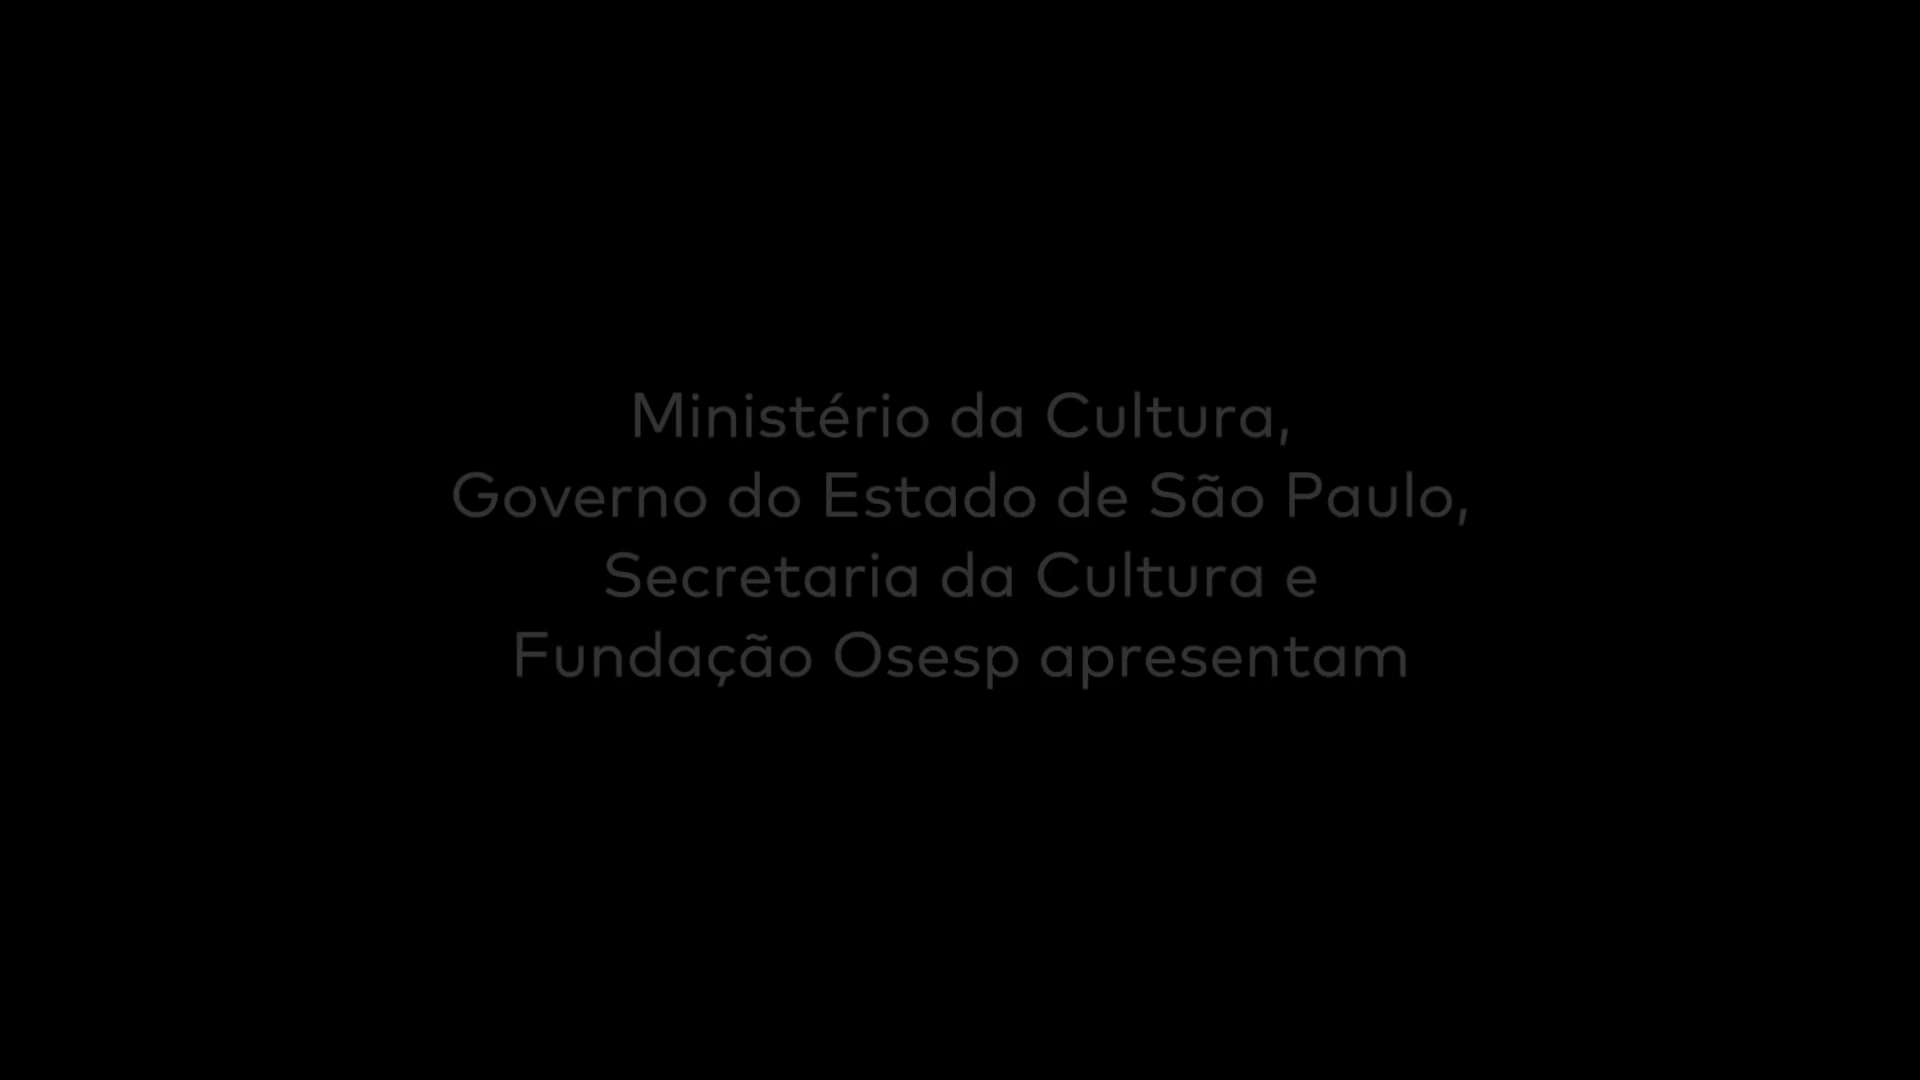 Ministério da Cultura,
Governo do Estado de São Paulo,
Secretaria da Cultura e
Fundação Osesp apresentam